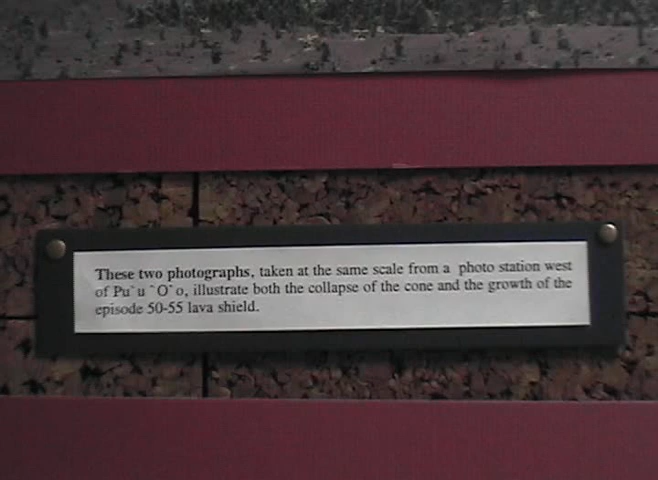 These two photographs, taken at the same scale from a photo station west
of Pu`u `O`o, illustrate both the collapse of the cone and the growth of the
episode 50-55 lava shield.